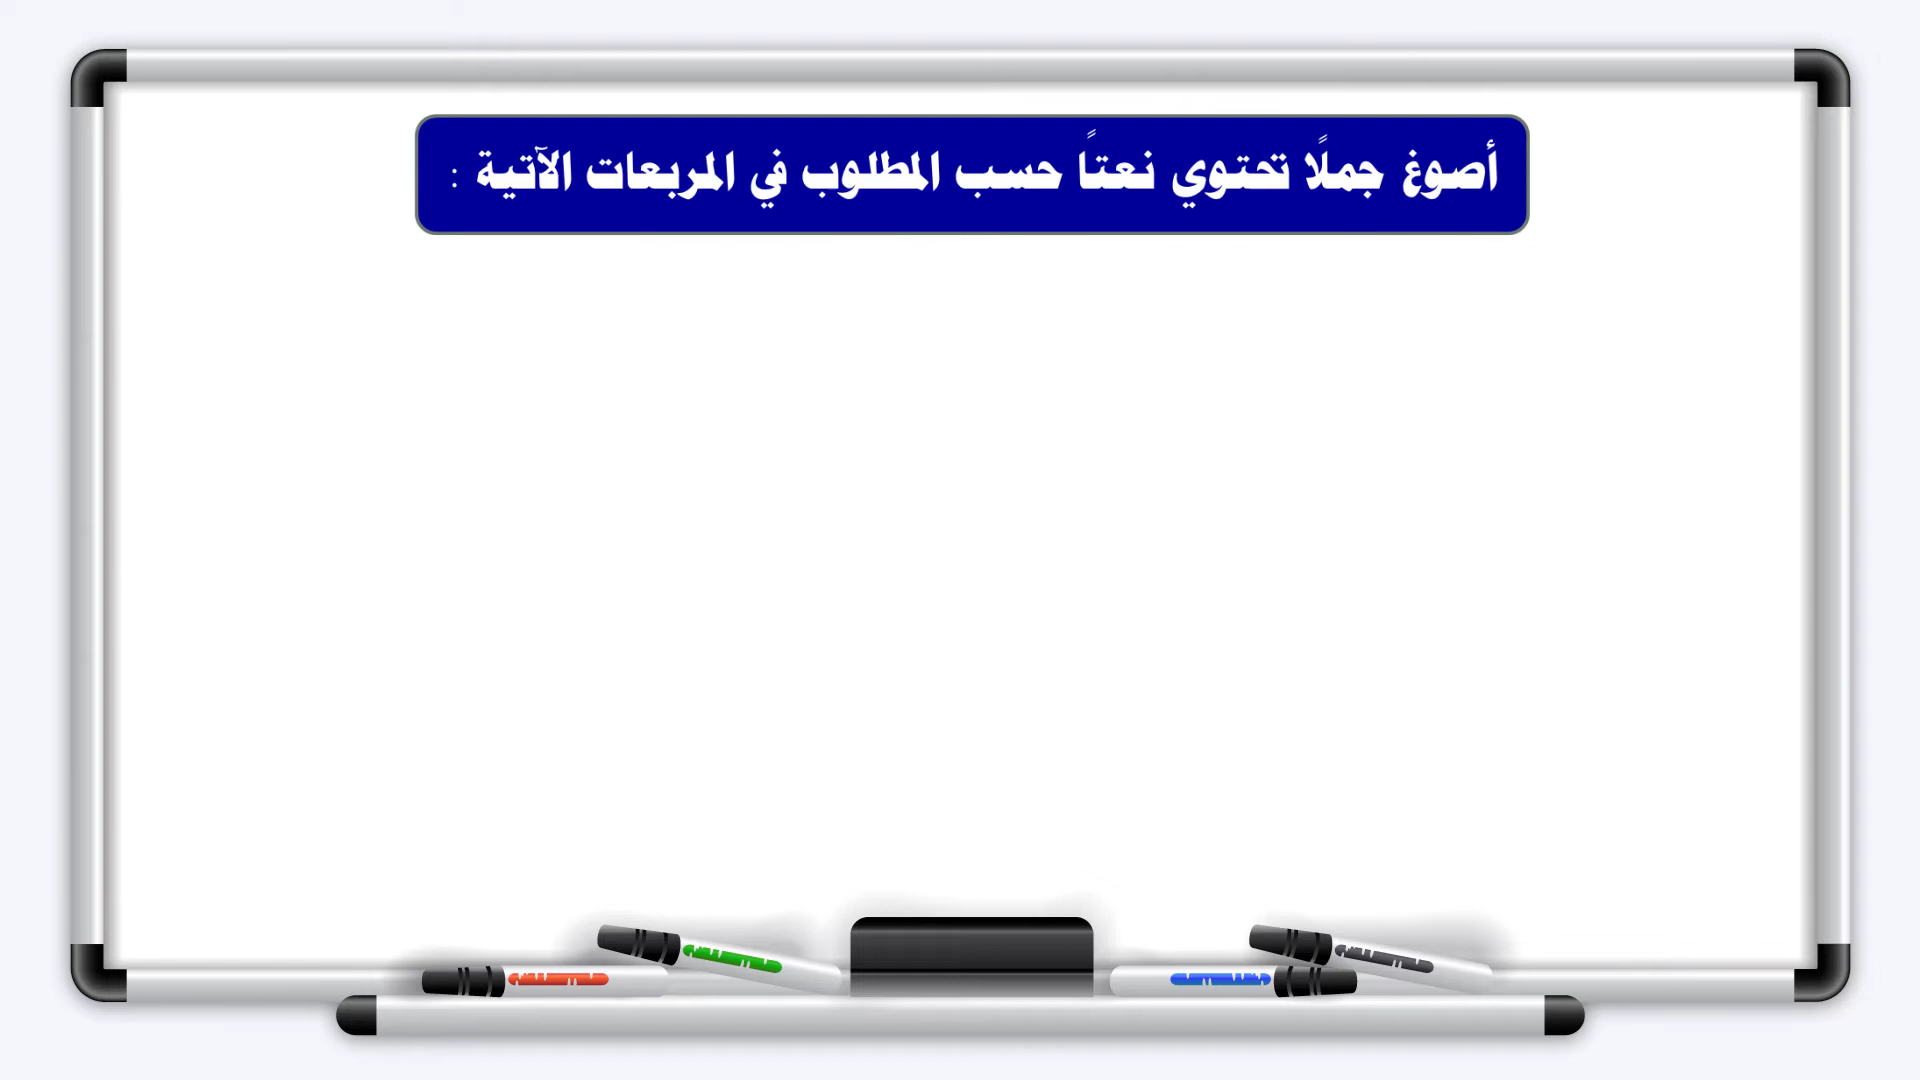 أصوغ جملًا تحتوي نعتاً حسب المطلوب في المربعات الآتية :